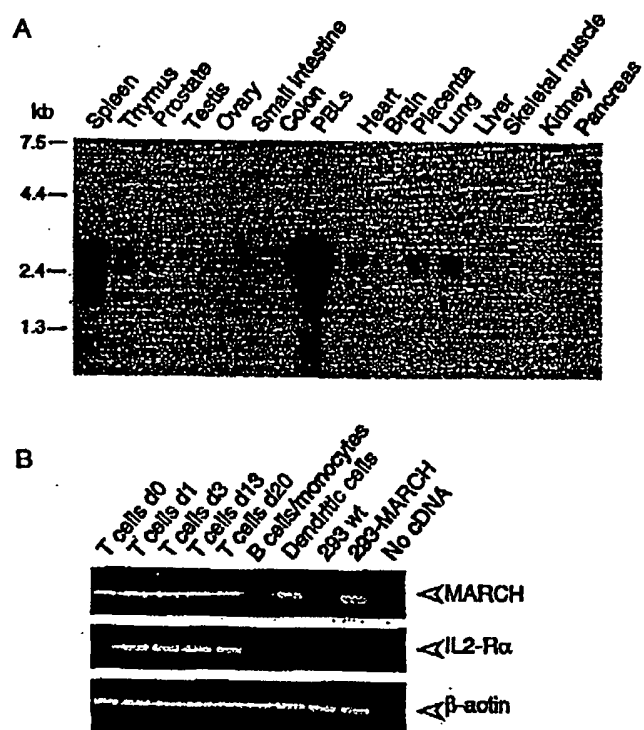 A
kb
Spleen
Thymus
Prostate
Testis
Ovary
Small intestine
Colon
PBLs
Heart
Brain
Placenta
Lung
Liver
Skeletal muscle
Kidney
Pancreas
7.5
4.4
2.4
1.3
B
T cells d0
T cells d1
T cells d3
T cells d13
T cells d20
B cells/monocytes
Dendritic cells
293 wt
293-MARCH
No cDNA
MARCH
IL2-Rα
β-actin